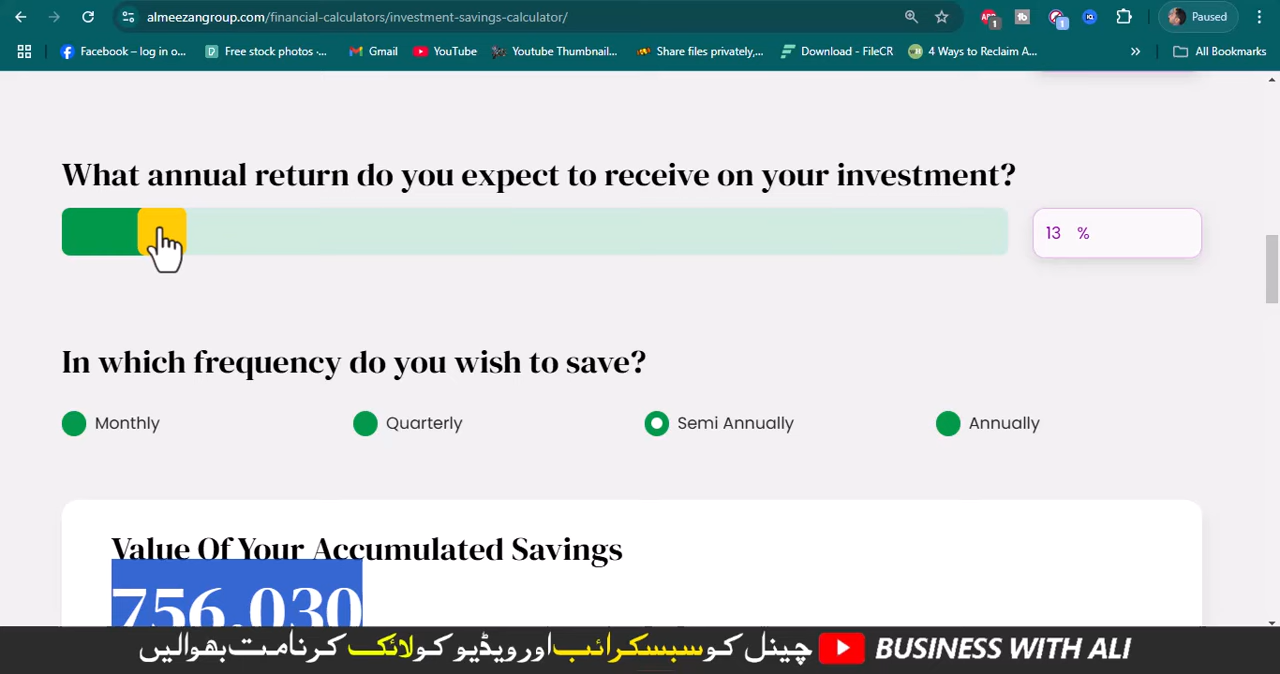 almeezangroup.com/financial-calculators/investment-savings-calculator/
Paused
Facebook – log in o...
Free stock photos -...
Gmail
YouTube
Youtube Thumbnail...
Share files privately,...
Download - FileCR
4 Ways to Reclaim A...
»
All Bookmarks
What annual return do you expect to receive on your investment?
13 %
In which frequency do you wish to save?
Monthly
Quarterly
Semi Annually
Annually
Value Of Your Accumulated Savings
756,030
چینل کو سبسکرائب اور ویڈیو کو لائک کرنا مت بھولیں
BUSINESS WITH ALI